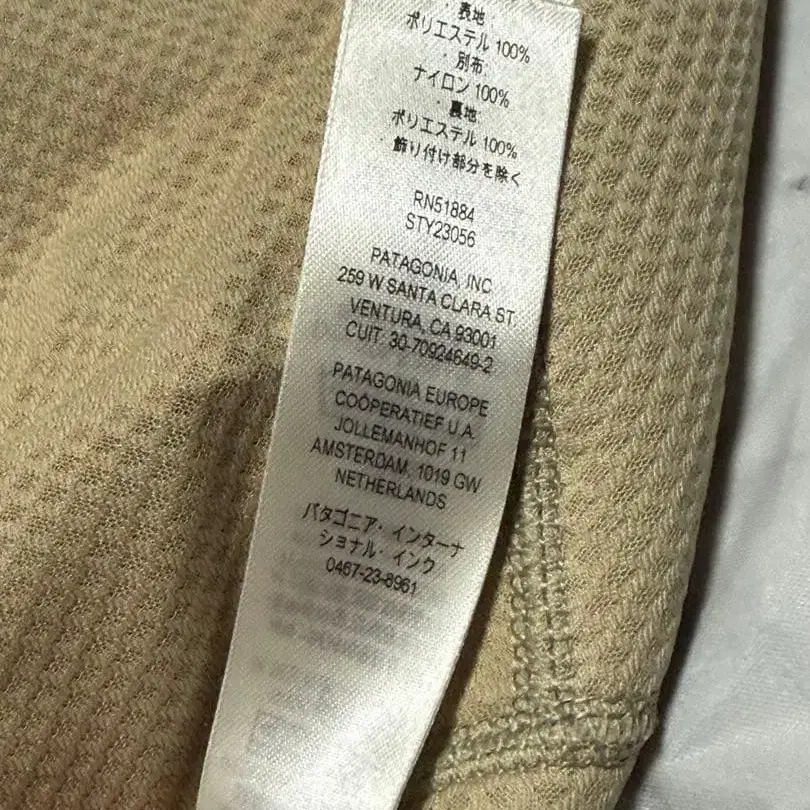 ・表地:
ポリエステル 100%
・別布:
ナイロン 100%
・裏地:
ポリエステル 100%
・飾り付け部分を除く
RN51884
STY23056
PATAGONIA, INC.
259 W SANTA CLARA ST.
VENTURA, CA 93001
CUIT: 30-70924649-2
PATAGONIA EUROPE
COÖPERATIEF U.A.
JOLLEMANHOF 11
AMSTERDAM, 1019 GW
NETHERLANDS
パタゴニア・インターナ
ショナル・インク
0467-23-8961